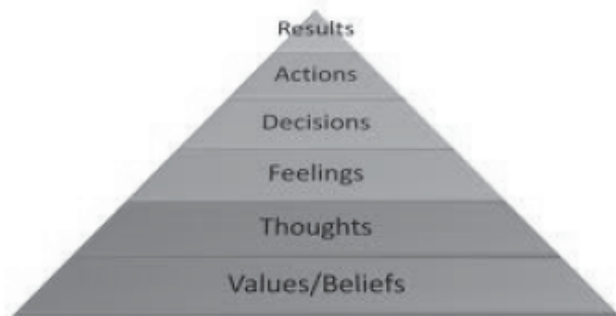 Results
Actions
Decisions
Feelings
Thoughts
Values/Beliefs